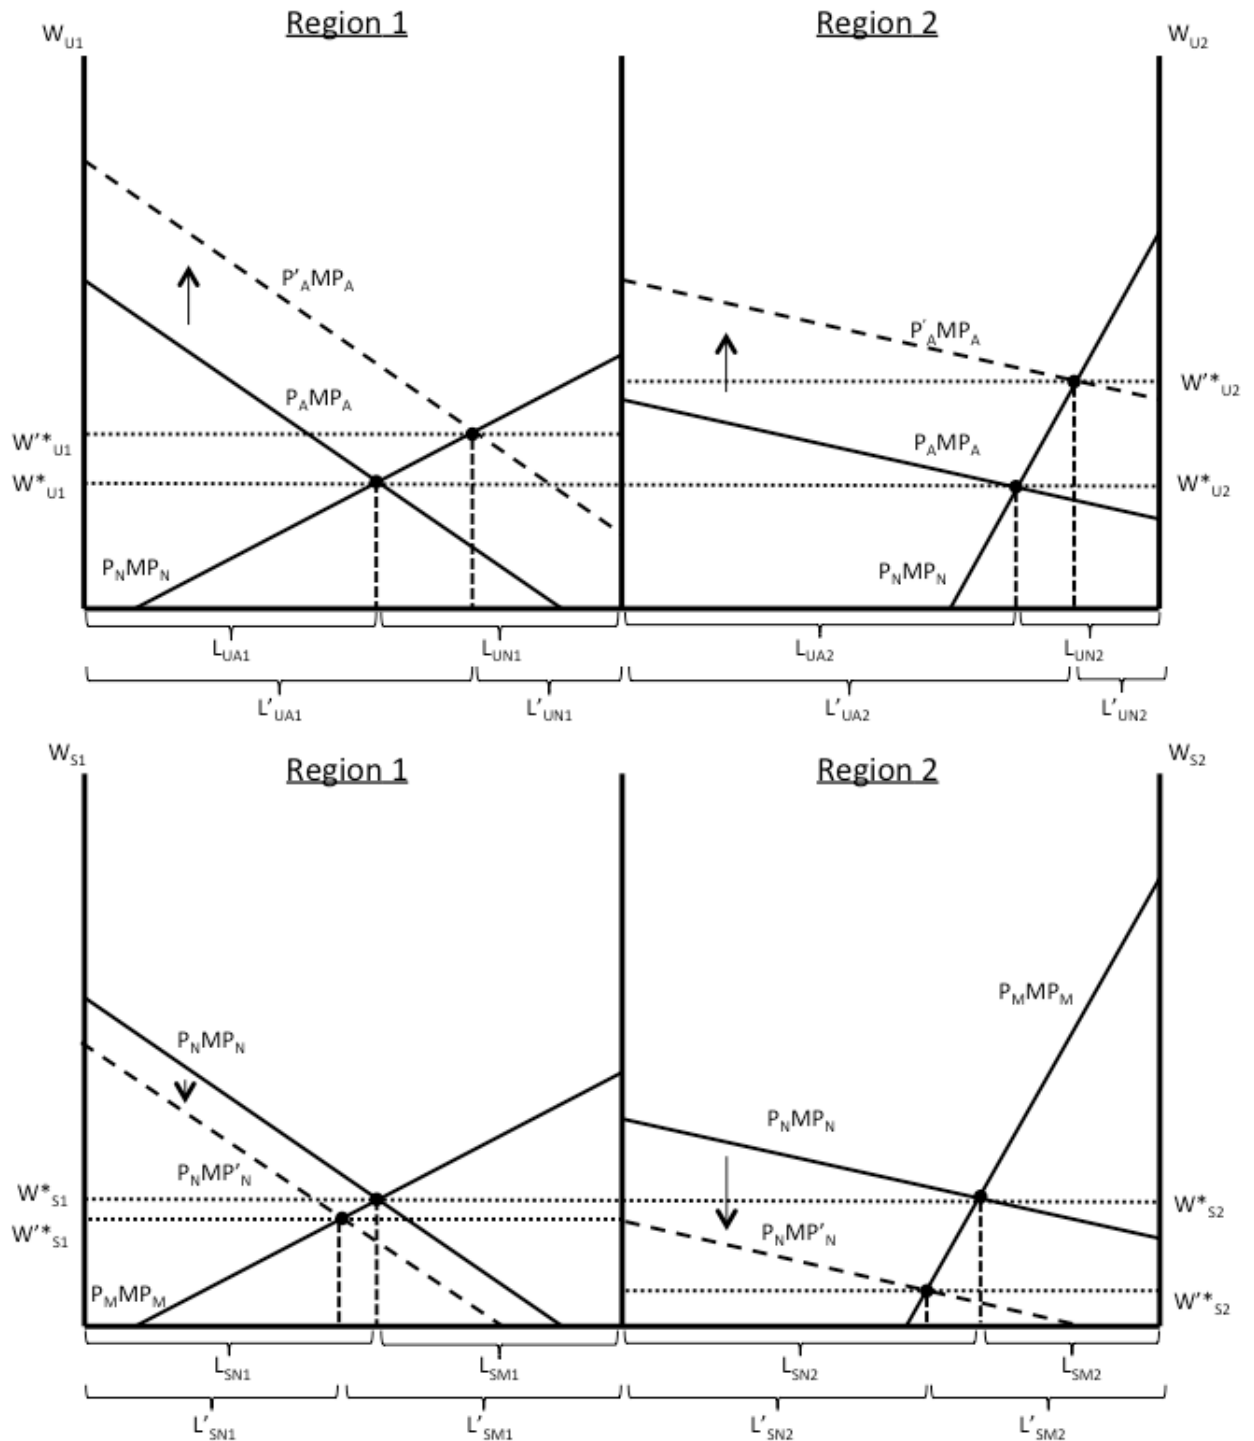 Region 1 Region 2
W_U1 W_U2
P'_AMP_A
P'_AMP_A
W'*_U2
P_AMP_A
W'*_U1
P_AMP_A
W*_U1 W*_U2
P_NMP_N P_NMP_N
L_UA1 L_UN1 L_UA2 L_UN2
L'_UA1 L'_UN1 L'_UA2 L'_UN2
W_S1 Region 1 Region 2 W_S2
P_MMP_M
P_NMP_N
P_NMP_N
P_NMP'_N
W*_S1 W*_S2
W'*_S1 P_NMP'_N
P_MMP_M W'*_S2
L_SN1 L_SM1 L_SN2 L_SM2
L'_SN1 L'_SM1 L'_SN2 L'_SM2